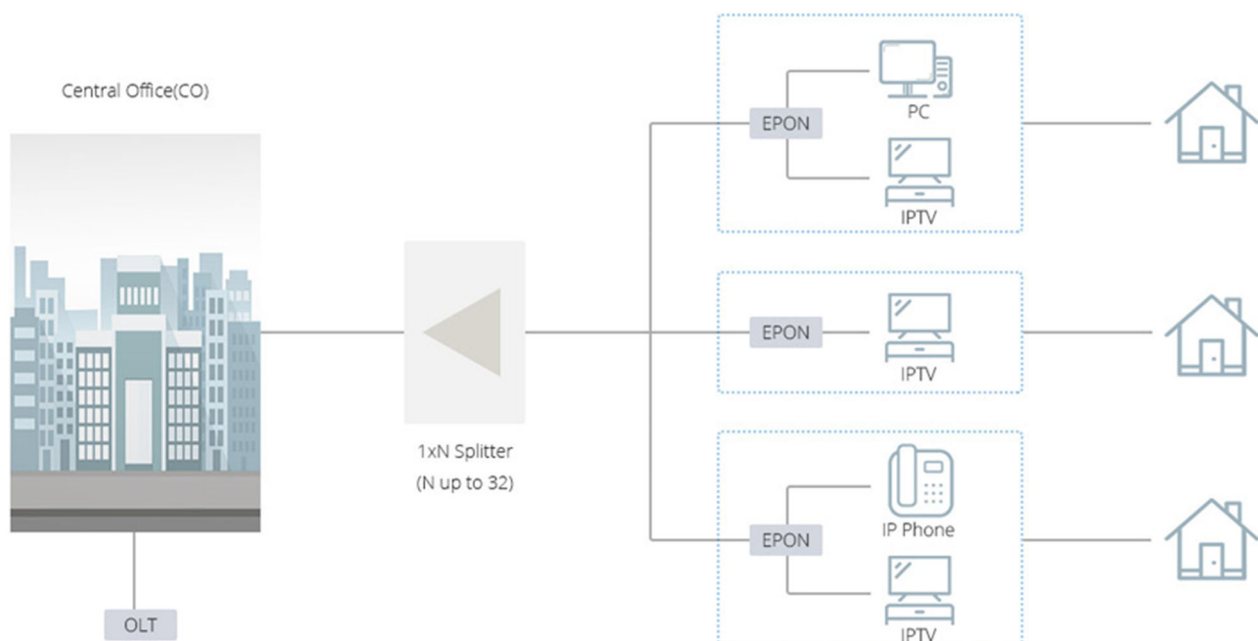 Central Office(CO)
OLT
1xN Splitter
(N up to 32)
EPON
PC
IPTV
EPON
IPTV
EPON
IP Phone
IPTV